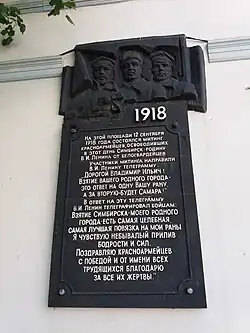 1918
На этой площади 12 сентября
1918 года состоялся митинг
красноармейцев, освободивших
в этот день Симбирск-родину
В.И. Ленина от белогвардейцев
Участники митинга направили
В.И. Ленину телеграмму:
Дорогой Владимир Ильич!
Взятие Вашего родного города-
это ответ на одну Вашу рану,
а за вторую-будет Самара!"
В ответ на эту телеграмму
В.И. Ленин телеграфировал бойцам:
Взятие Симбирска-моего родного
города-есть самая целебная,
самая лучшая повязка на мои раны
Я чувствую небывалый прилив
бодрости и сил.
Поздравляю красноармейцев
с победой и от имени всех
трудящихся благодарю
за все их жертвы."